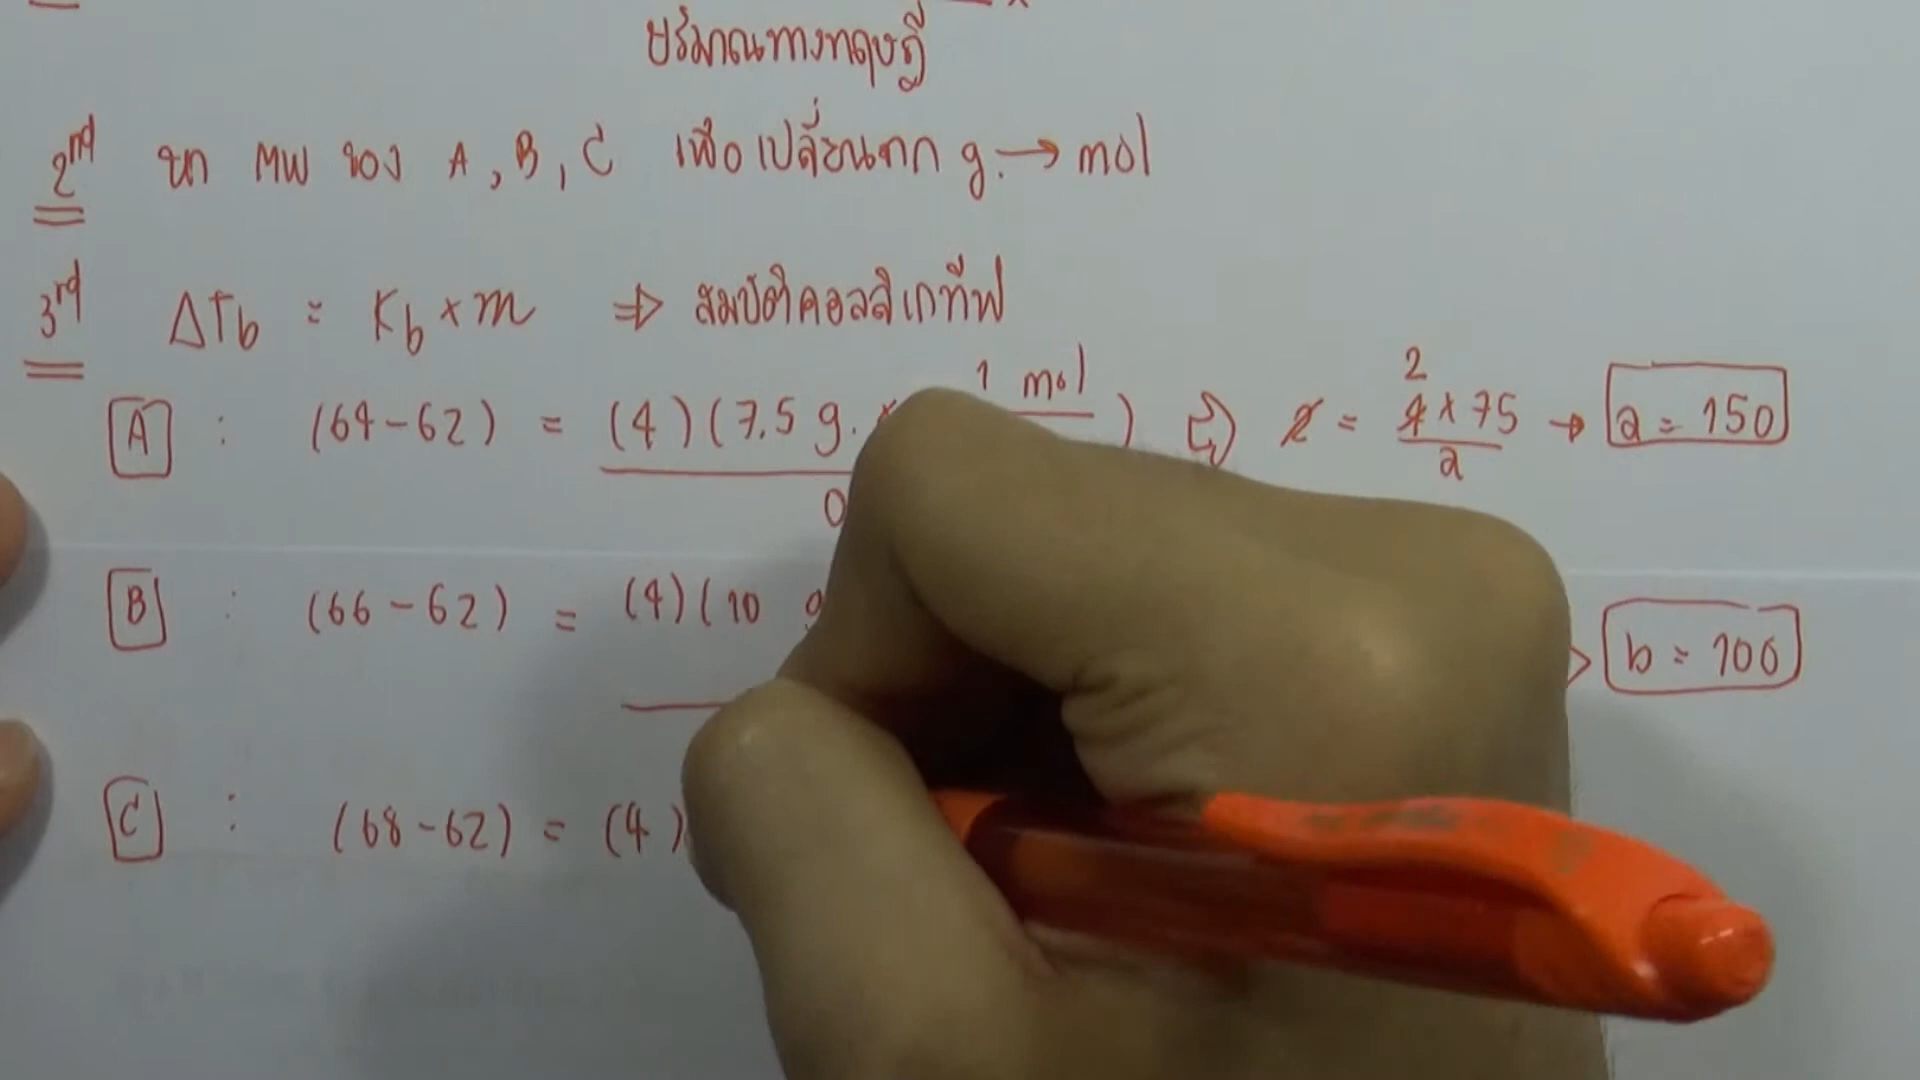 ปริมาณทางทฤษฎี
2nd หา MW ของ A, B, C เพื่อเปลี่ยนจาก g. → mol
3rd ΔTb = Kb × m ⇒ สมบัติคอลลิเกทีฟ
A : (64-62) = (4)(7.5 g. 1 mol ) ⇒ 2 = 2 4 × 75 / a → a = 150
0
B : (66-62) = (4)(10 b = 100
C : (68-62) = (4)